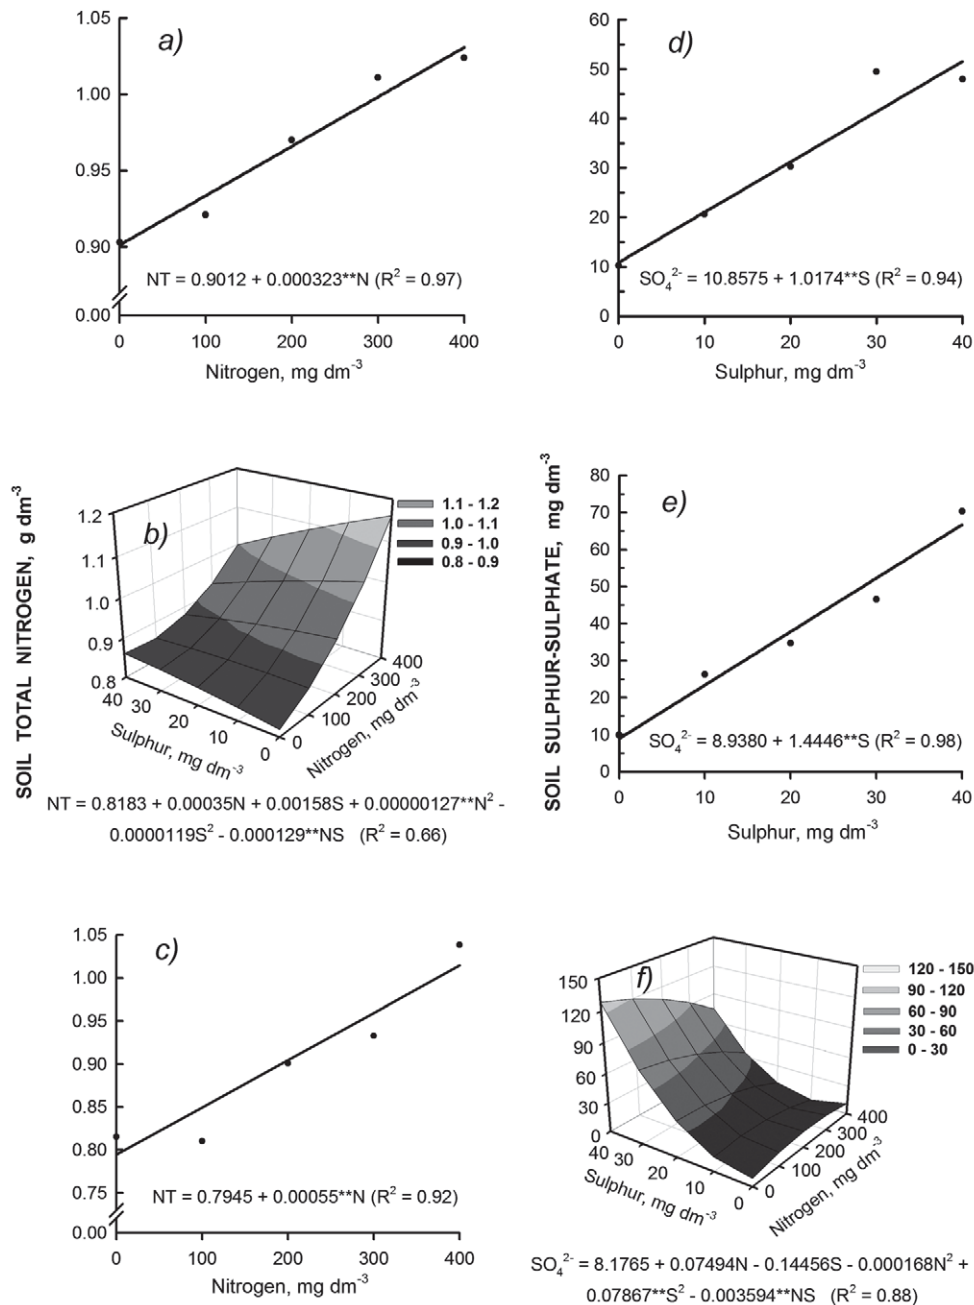 a)
1.05
1.00
0.95
0.90
0.00
NT = 0.9012 + 0.000323**N (R² = 0.97)
0 100 200 300 400
Nitrogen, mg dm⁻³
d)
60
50
40
30
20
10
0
SO₄²⁻ = 10.8575 + 1.0174**S (R² = 0.94)
0 10 20 30 40
Sulphur, mg dm⁻³
SOIL TOTAL NITROGEN, g dm⁻³
b)
1.2
1.1
1.0
0.9
0.8
1.1 - 1.2
1.0 - 1.1
0.9 - 1.0
0.8 - 0.9
40 30 20 10 0
Sulphur, mg dm⁻³
0 100 200 300 400
Nitrogen, mg dm⁻³
NT = 0.8183 + 0.00035N + 0.00158S + 0.00000127**N² -
0.0000119S² - 0.000129**NS (R² = 0.66)
SOIL SULPHUR-SULPHATE, mg dm⁻³
e)
80
70
60
50
40
30
20
10
0
SO₄²⁻ = 8.9380 + 1.4446**S (R² = 0.98)
0 10 20 30 40
Sulphur, mg dm⁻³
c)
1.05
1.00
0.95
0.90
0.85
0.80
0.75
0.00
NT = 0.7945 + 0.00055**N (R² = 0.92)
0 100 200 300 400
Nitrogen, mg dm⁻³
f)
150
120
90
60
30
0
120 - 150
90 - 120
60 - 90
30 - 60
0 - 30
40 30 20 10 0
Sulphur, mg dm⁻³
0 100 200 300 400
Nitrogen, mg dm⁻³
SO₄²⁻ = 8.1765 + 0.07494N - 0.14456S - 0.000168N² +
0.07867**S² - 0.003594**NS (R² = 0.88)